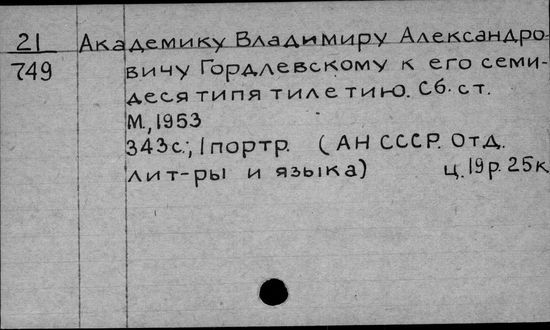 21 Академику Владимиру Александро-
749 вичу Гордлевскому к его семи-
десятипятилетию. Сб. ст.
М., 1953
343с.; 1 портр. (АН СССР. Отд.
лит-ры и языка) ц. 19 р. 25 к